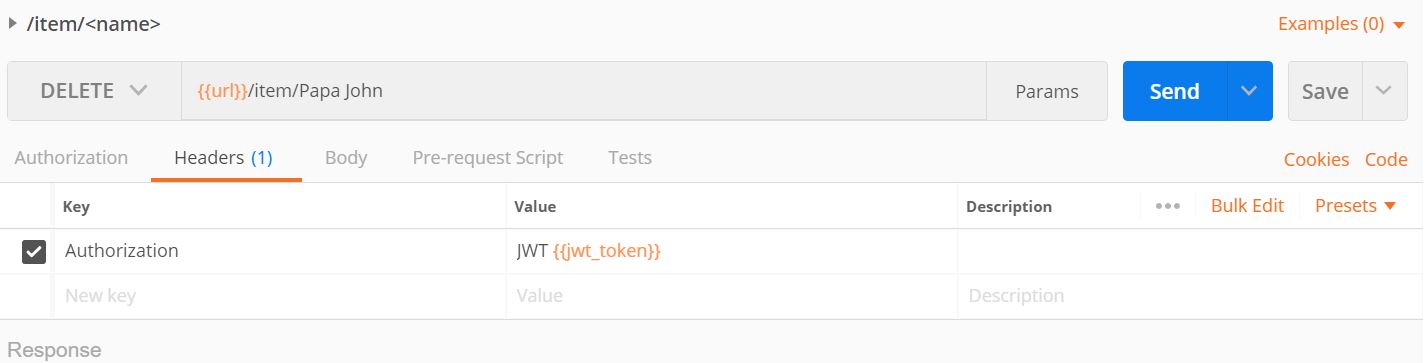 /item/<name> Examples (0)
DELETE {{url}}/item/Papa John Params Send Save
Authorization Headers (1) Body Pre-request Script Tests Cookies Code
Key Value Description ••• Bulk Edit Presets
Authorization JWT {{jwt_token}}
New key Value Description
Response